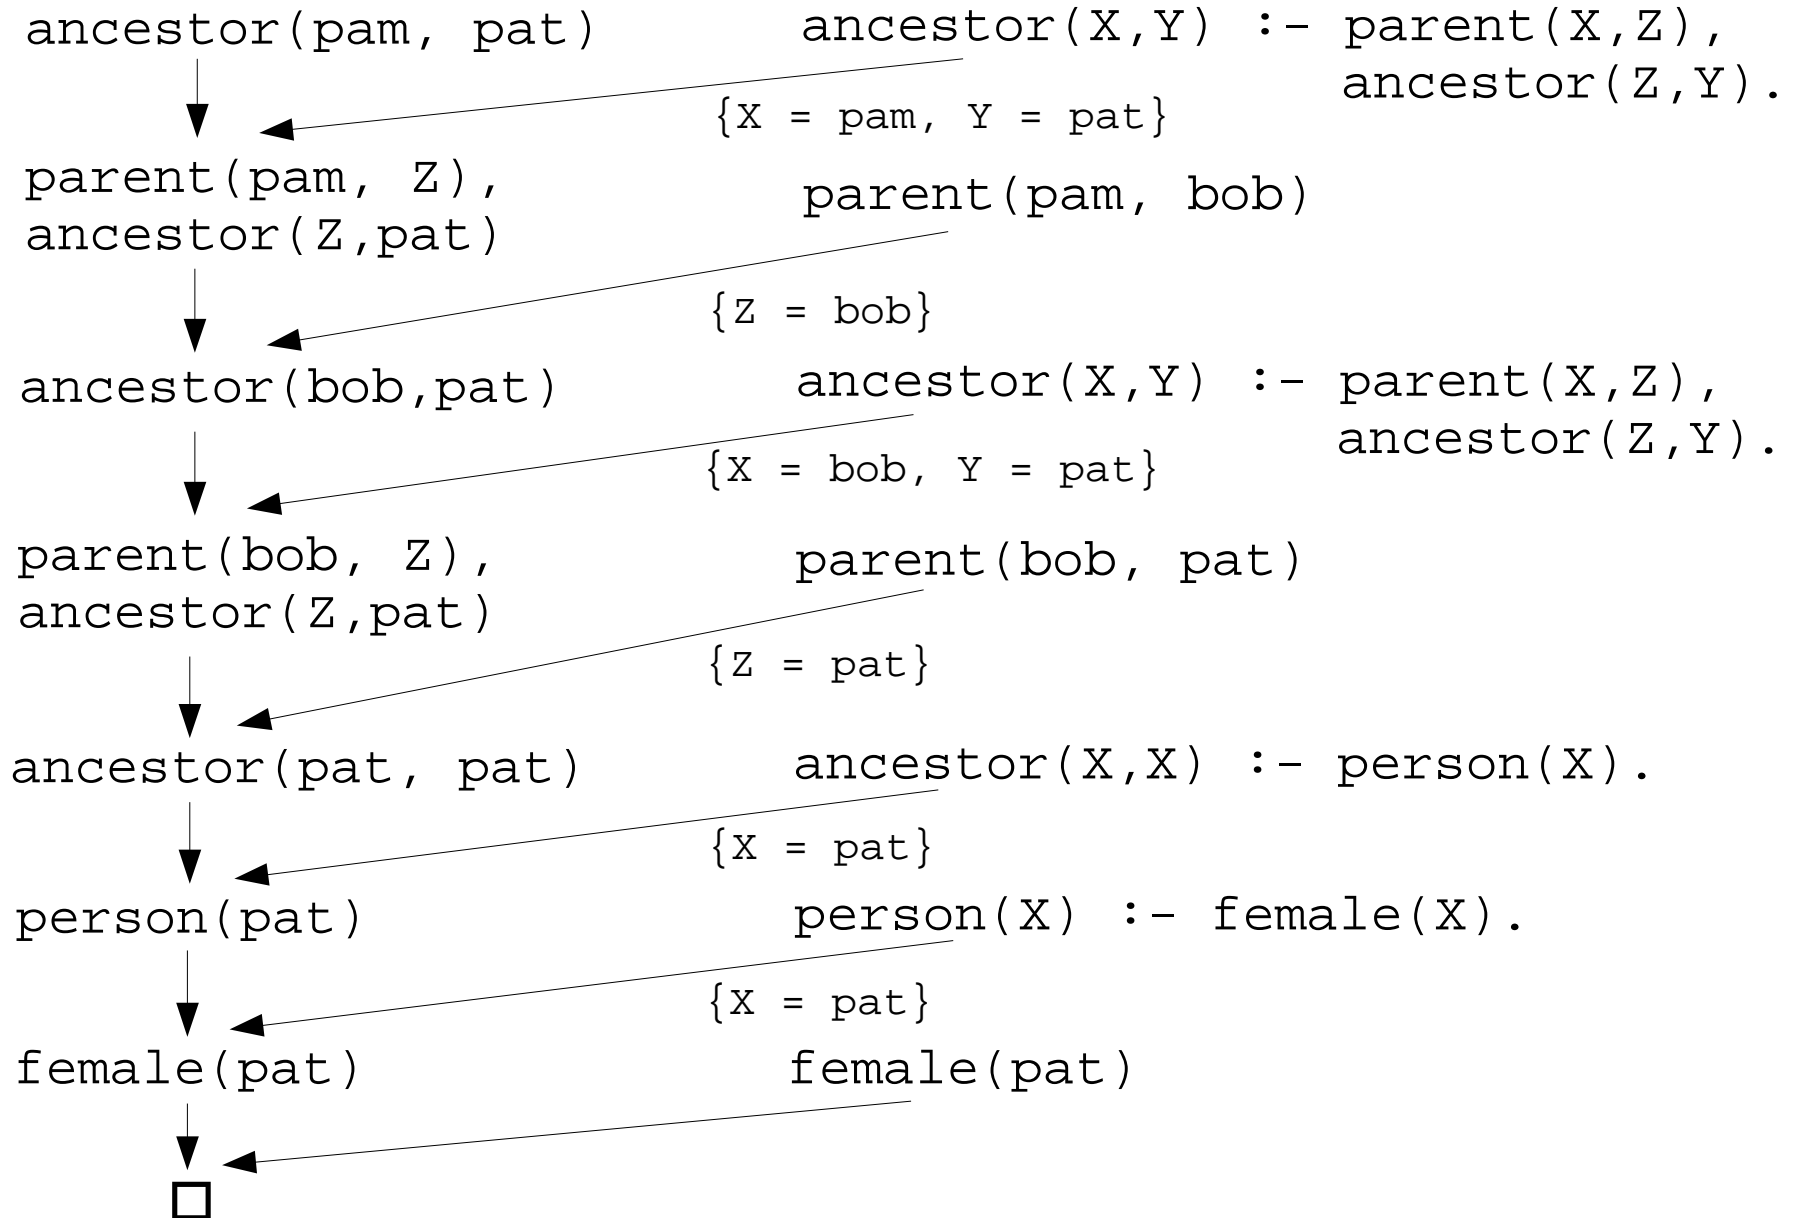 ancestor(pam, pat)
ancestor(X,Y) :- parent(X,Z),
ancestor(Z,Y).
{X = pam, Y = pat}
parent(pam, Z),
ancestor(Z,pat)
parent(pam, bob)
{Z = bob}
ancestor(bob,pat)
ancestor(X,Y) :- parent(X,Z),
ancestor(Z,Y).
{X = bob, Y = pat}
parent(bob, Z),
ancestor(Z,pat)
parent(bob, pat)
{Z = pat}
ancestor(pat, pat)
ancestor(X,X) :- person(X).
{X = pat}
person(pat)
person(X) :- female(X).
{X = pat}
female(pat)
female(pat)